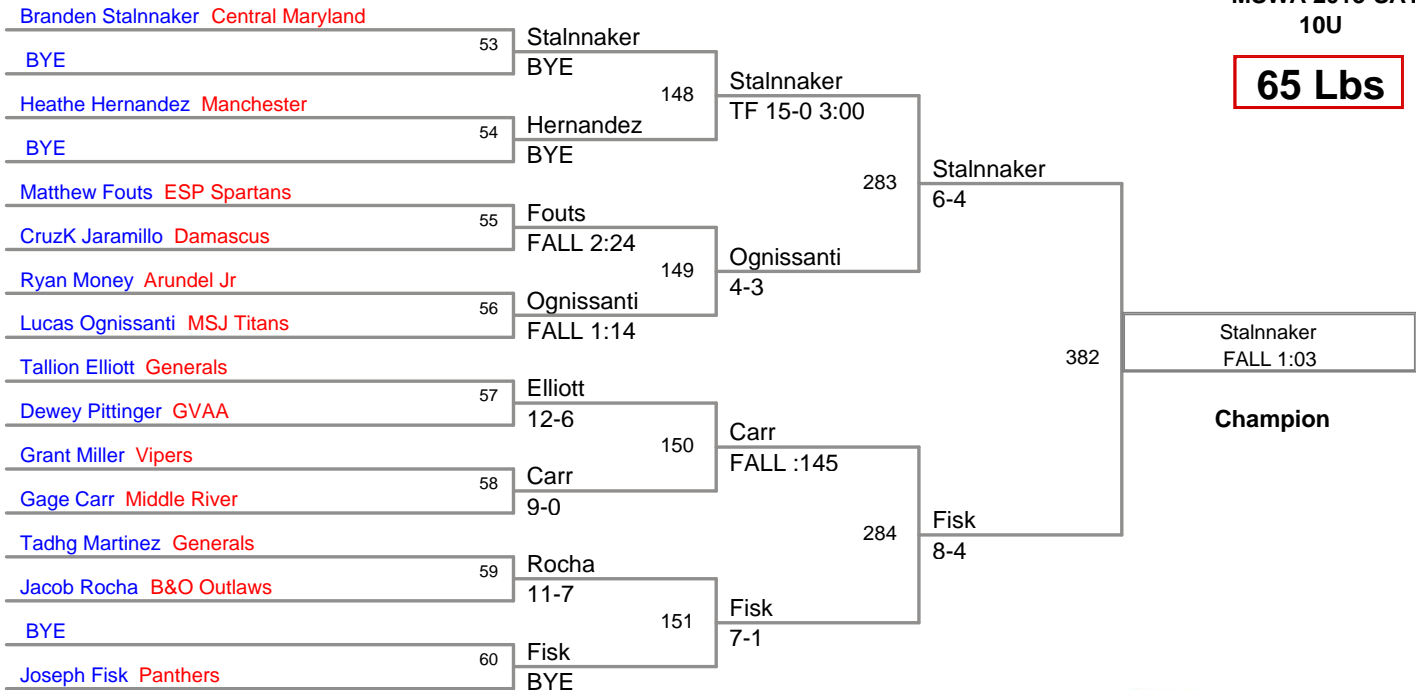 Branden Stalnnaker Central Maryland
BYE
53
Stalnnaker
BYE
Heathe Hernandez Manchester
BYE
54
Hernandez
BYE
148
Stalnnaker
TF 15-0 3:00
Matthew Fouts ESP Spartans
CruzK Jaramillo Damascus
55
Fouts
FALL 2:24
Ryan Money Arundel Jr
Lucas Ognissanti MSJ Titans
56
Ognissanti
FALL 1:14
149
Ognissanti
4-3
283
Stalnnaker
6-4
Tallion Elliott Generals
Dewey Pittinger GVAA
57
Elliott
12-6
Grant Miller Vipers
Gage Carr Middle River
58
Carr
9-0
150
Carr
FALL :145
Tadhg Martinez Generals
Jacob Rocha B&O Outlaws
59
Rocha
11-7
BYE
Joseph Fisk Panthers
60
Fisk
BYE
151
Fisk
7-1
284
Fisk
8-4
382
Stalnnaker
FALL 1:03
Champion
10U
65 Lbs